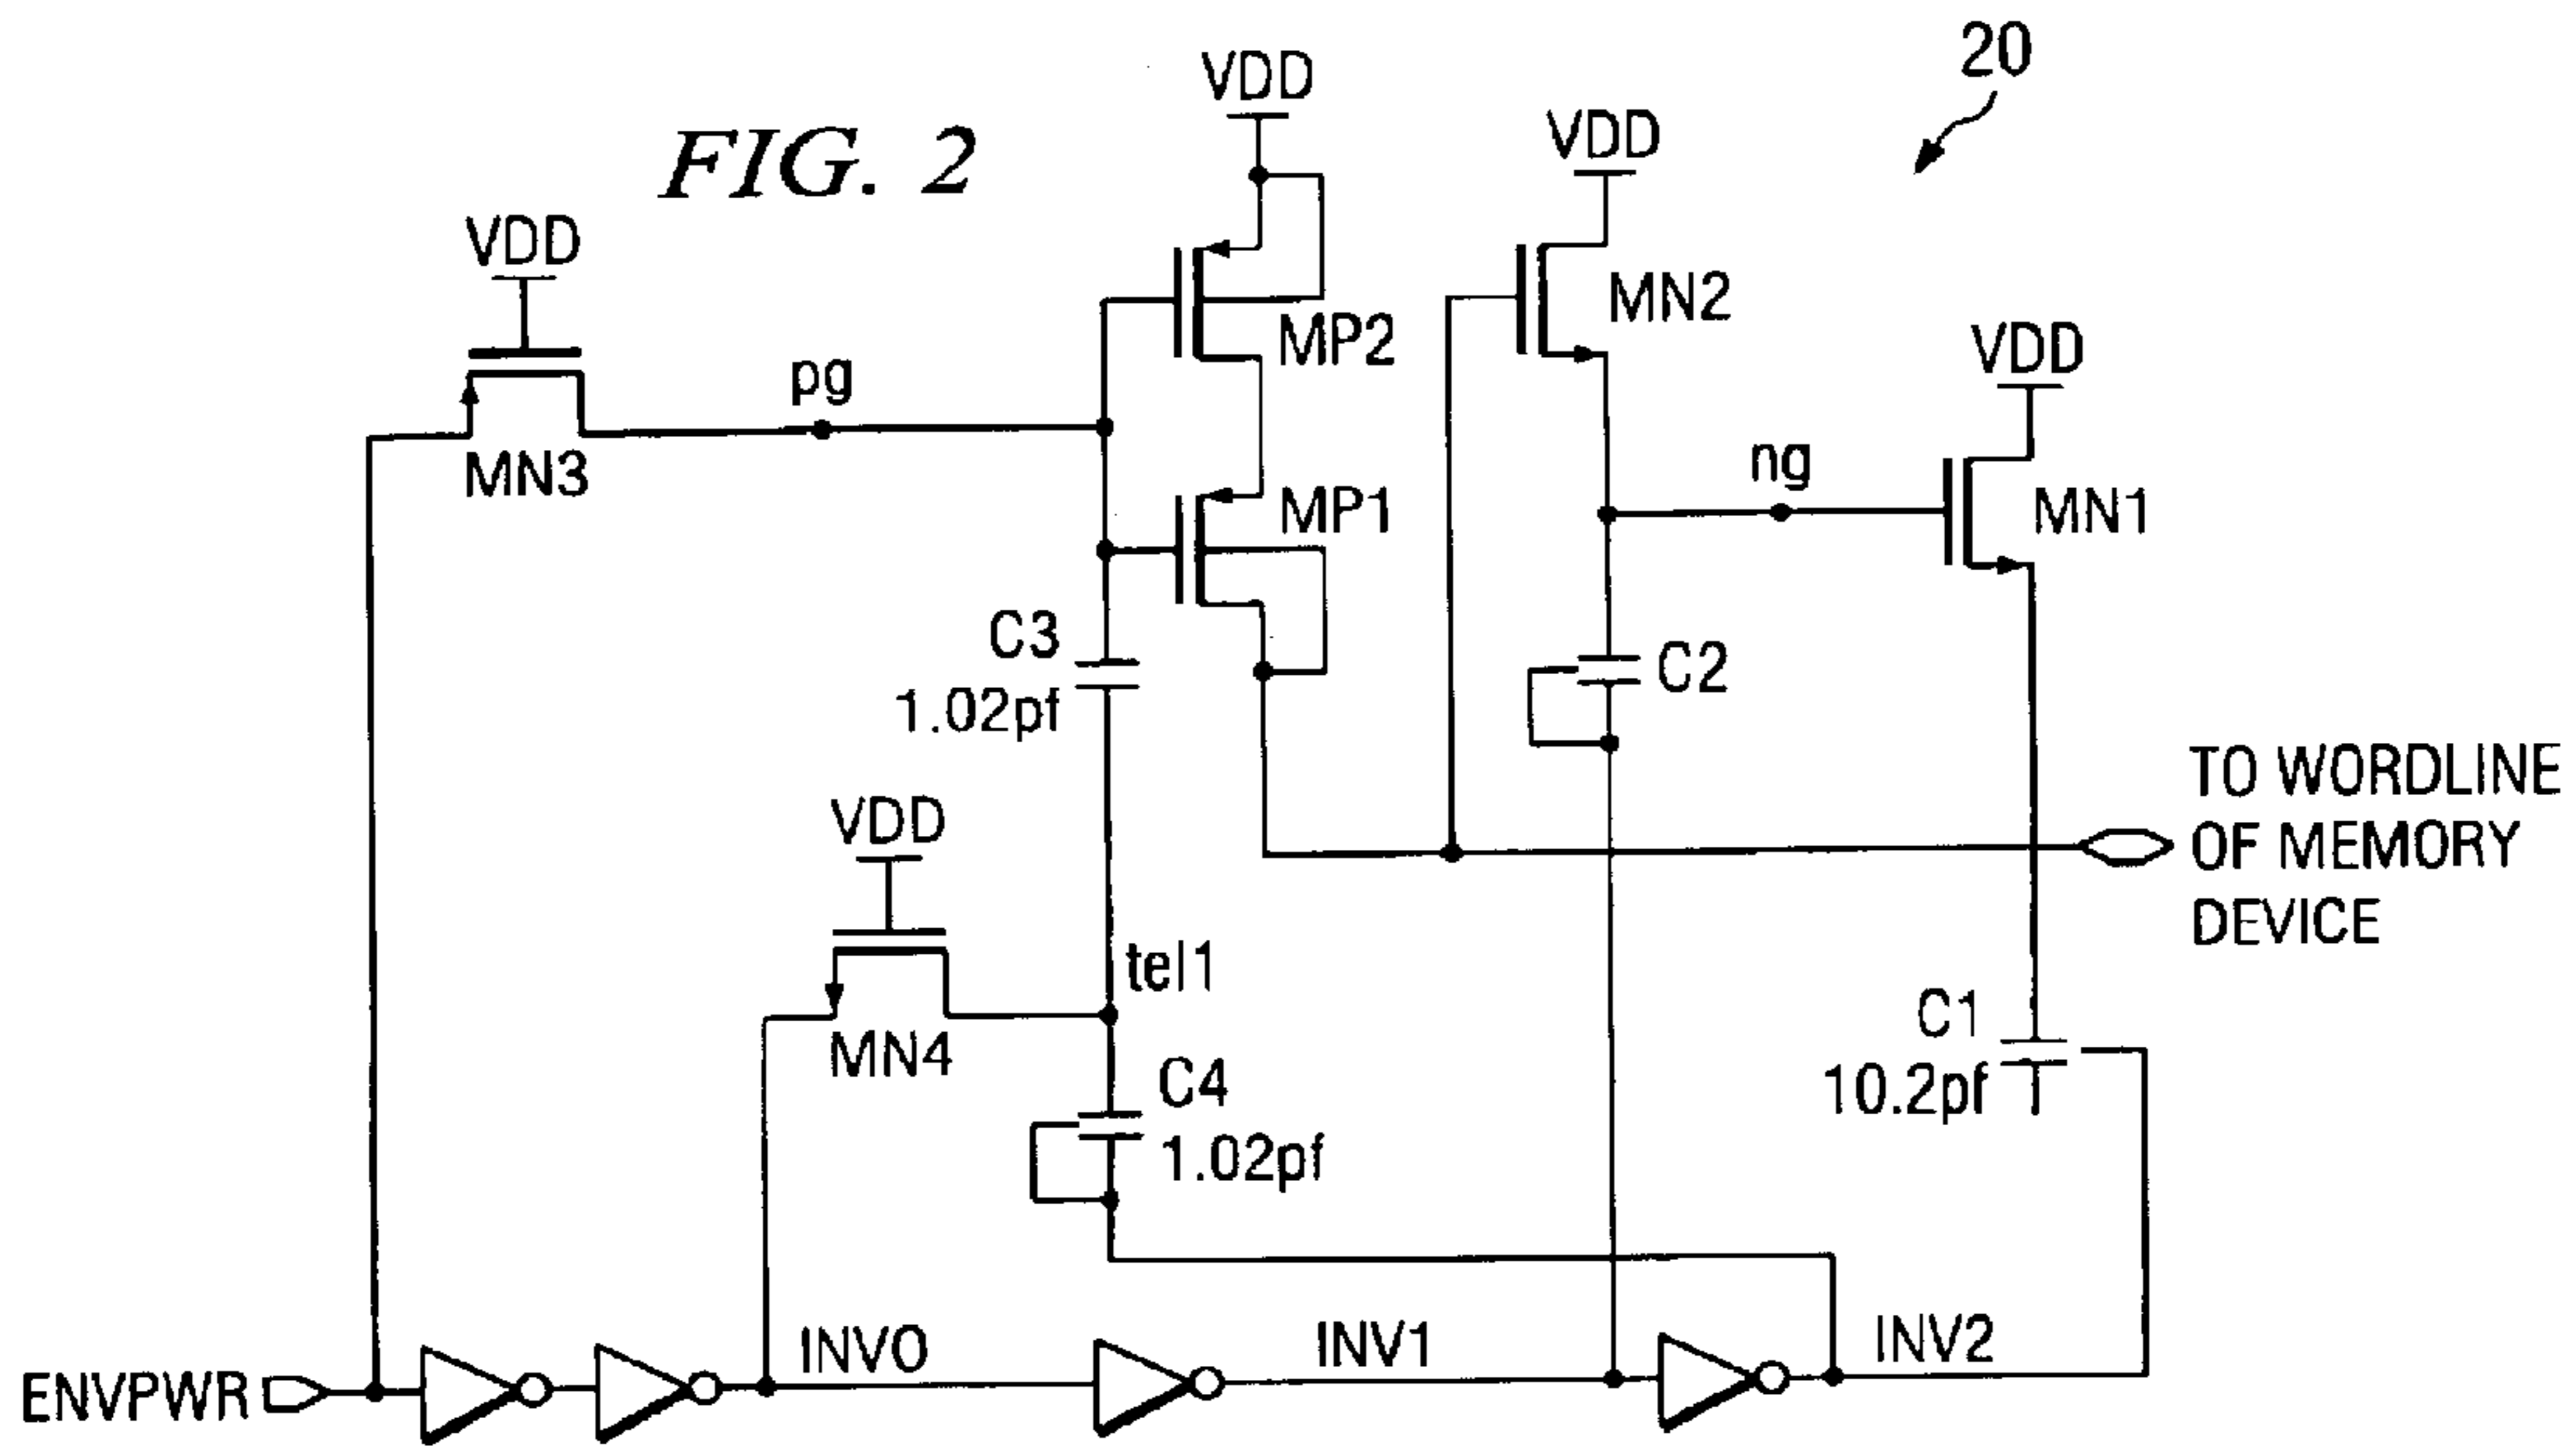 20
VDD
FIG. 2
VDD
VDD
MN2
MP2
VDD
pg
MN3
ng
MP1
MN1
C3
1.02pf
C2
TO WORDLINE
OF MEMORY
DEVICE
VDD
tel1
MN4
C4
1.02pf
C1
10.2pf
INV0
INV1
INV2
ENVPWR